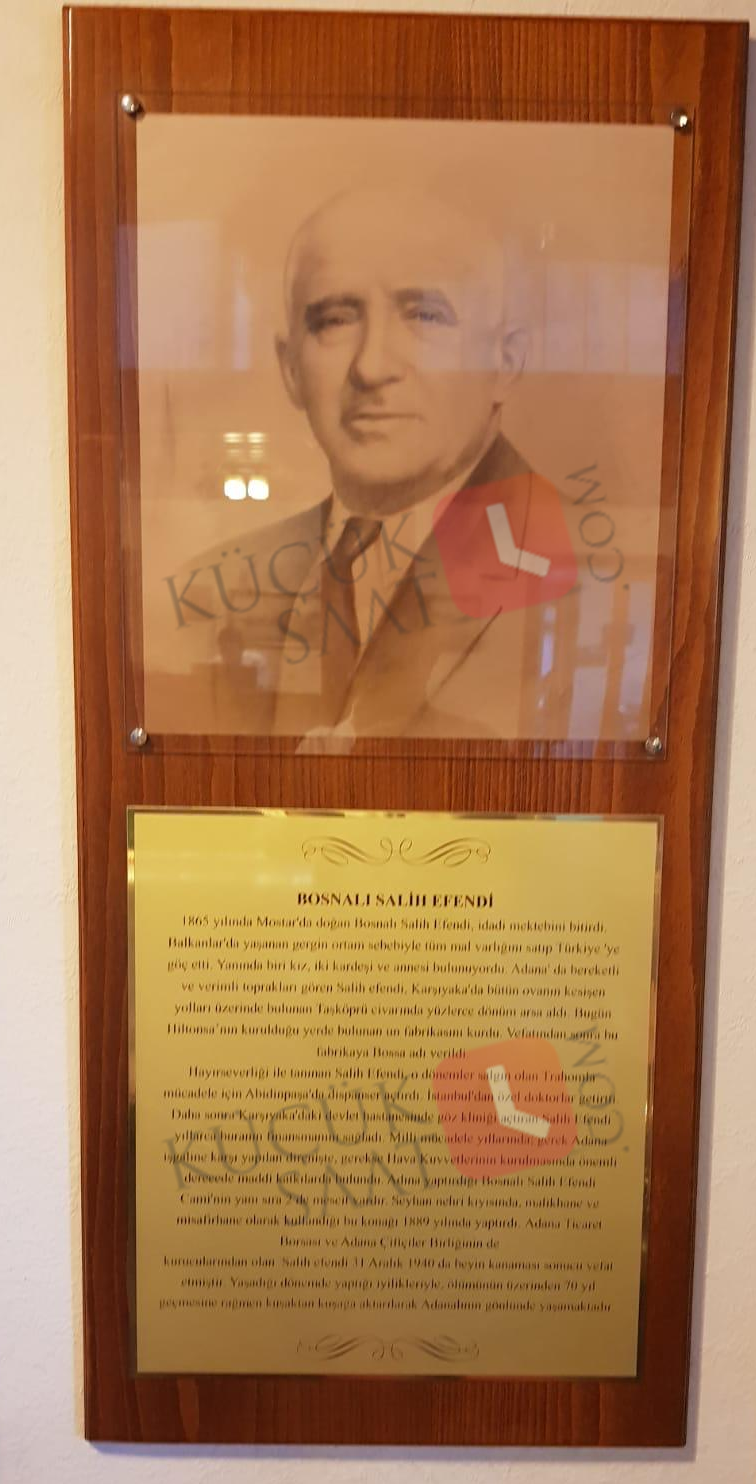 KÜÇÜK
SAAT
.COM
BOSNALI SALİH EFENDİ
1865 yılında Mostar'da doğan Bosnalı Salih Efendi, idadi mektebini bitirdi.
Balkanlar'da yaşanan gergin ortam sebebiyle tüm mal varlığını satıp Türkiye 'ye
göç etti. Yanında biri kız, iki kardeşi ve annesi bulunuyordu. Adana' da bereketli
ve verimli toprakları gören Salih efendi, Karşıyaka'da bütün ovanın kesişen
yolları üzerinde bulunan Taşköprü civarında yüzlerce dönüm arsa aldı. Bugün
Hiltonsa'nın kurulduğu yerde bulunan un fabrikasını kurdu. Vefatından sonra bu
fabrikaya Bossa adı verildi.
Hayırseverliği ile tanınan Salih Efendi, o dönemler salgın olan Trahomla
mücadele için Abidinpaşa'da dispanser açtırdı. İstanbul'dan özel doktorlar getirtti.
Daha sonra Karşıyaka'daki devlet hastanesinde göz kliniği açtıran Salih Efendi
yıllarca buranın finansmanını sağladı. Milli mücadele yıllarında, gerek Adana
işgaline karşı yapılan direnişte, gerekse Hava Kuvvetlerinin kurulmasında önemli
derecede maddi katkılarda bulundu. Adına yaptırdığı Bosnalı Salih Efendi
Cami'nin yanı sıra 2 de mescit vardır. Seyhan nehri kıyısında, malikhane ve
misafirhane olarak kullandığı bu konağı 1889 yılında yaptırdı. Adana Ticaret
Borsası ve Adana Çiftçiler Birliğinin de
kurucularından olan Salih efendi 31 Aralık 1940 da beyin kanaması sonucu vefat
etmiştir. Yaşadığı dönemde yaptığı iyilikleriyle, ölümünün üzerinden 70 yıl
geçmesine rağmen kuşaktan kuşağa aktarılarak Adanalının gönlünde yaşamaktadır
KÜÇÜK
SAAT
.COM